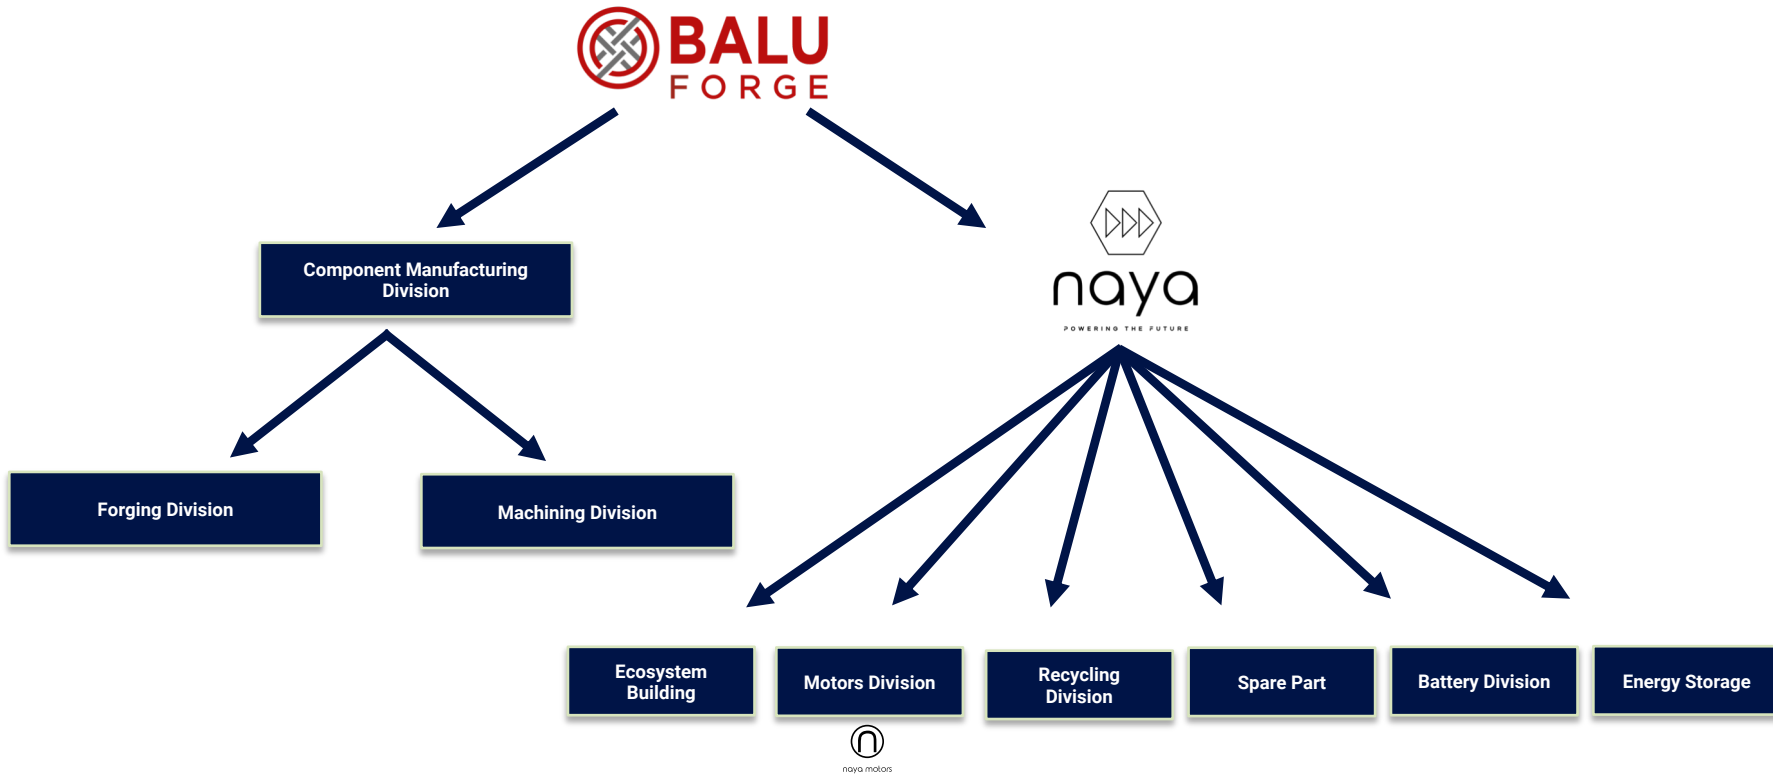 BALU
FORGE
naya
POWERING THE FUTURE
Component Manufacturing
Division
Forging Division
Machining Division
Ecosystem
Building
Motors Division
Recycling
Division
Spare Part
Battery Division
Energy Storage
naya motors